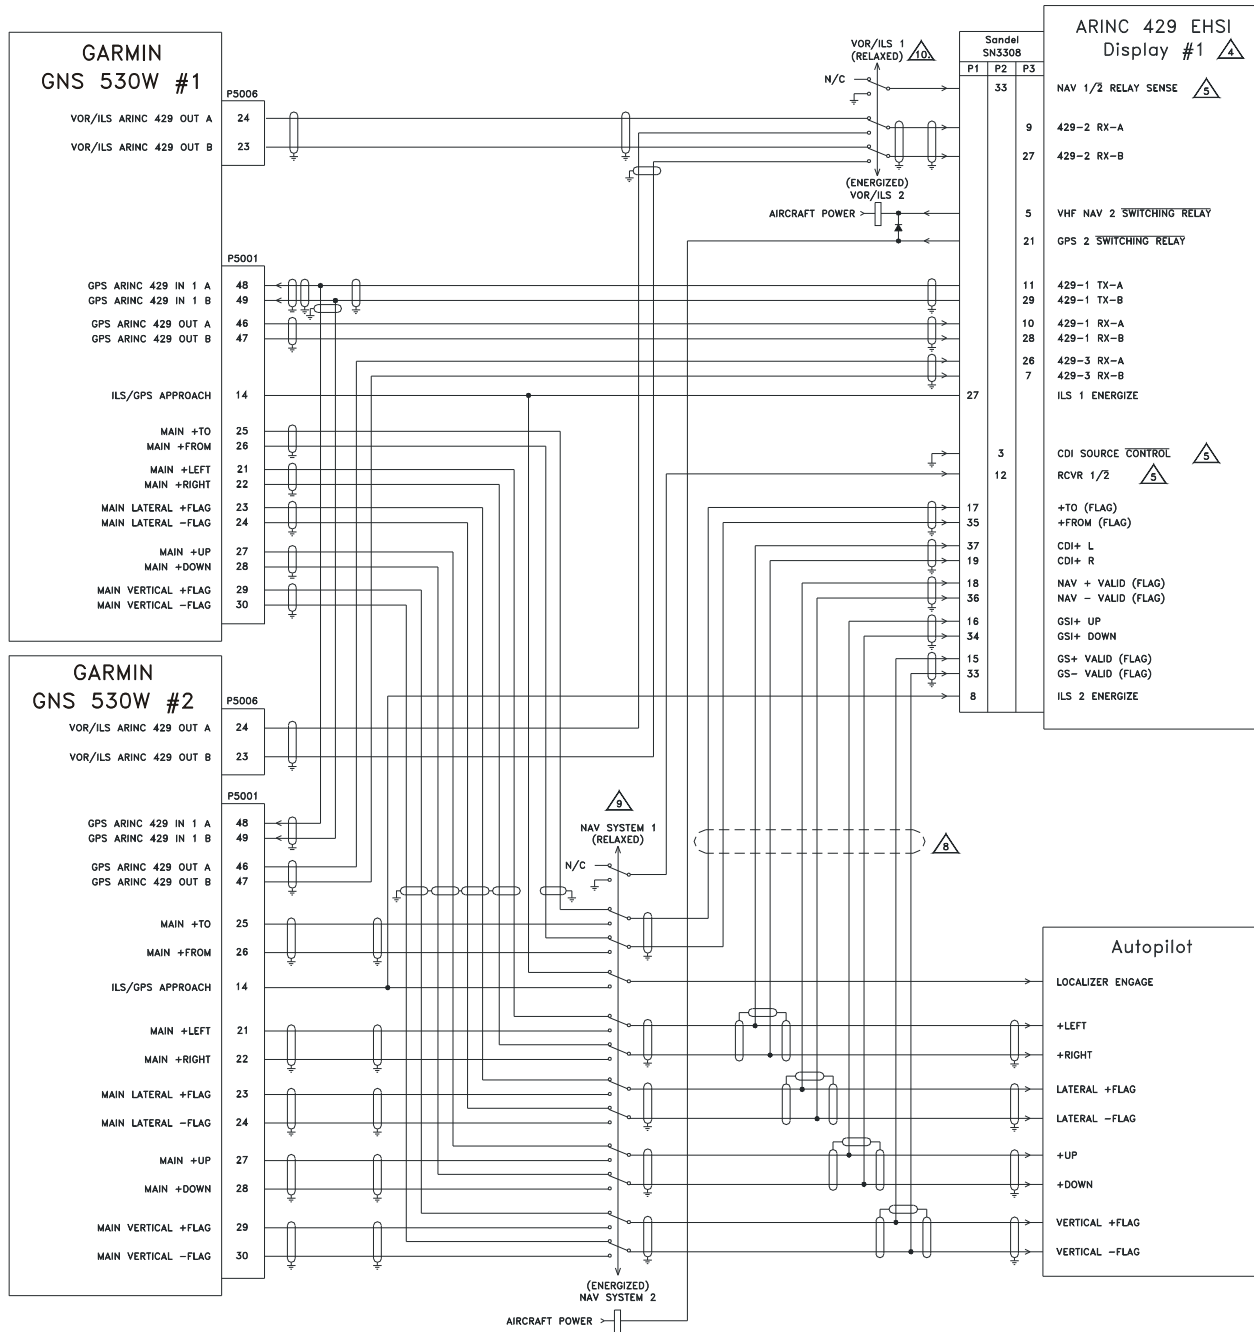 GARMIN
GNS 530W #1
P5006
VOR/ILS ARINC 429 OUT A 24
VOR/ILS ARINC 429 OUT B 23
P5001
GPS ARINC 429 IN 1 A 48
GPS ARINC 429 IN 1 B 49
GPS ARINC 429 OUT A 46
GPS ARINC 429 OUT B 47
ILS/GPS APPROACH 14
MAIN +TO 25
MAIN +FROM 26
MAIN +LEFT 21
MAIN +RIGHT 22
MAIN LATERAL +FLAG 23
MAIN LATERAL -FLAG 24
MAIN +UP 27
MAIN +DOWN 28
MAIN VERTICAL +FLAG 29
MAIN VERTICAL -FLAG 30
GARMIN
GNS 530W #2
P5006
VOR/ILS ARINC 429 OUT A 24
VOR/ILS ARINC 429 OUT B 23
P5001
GPS ARINC 429 IN 1 A 48
GPS ARINC 429 IN 1 B 49
GPS ARINC 429 OUT A 46
GPS ARINC 429 OUT B 47
MAIN +TO 25
MAIN +FROM 26
ILS/GPS APPROACH 14
MAIN +LEFT 21
MAIN +RIGHT 22
MAIN LATERAL +FLAG 23
MAIN LATERAL -FLAG 24
MAIN +UP 27
MAIN +DOWN 28
MAIN VERTICAL +FLAG 29
MAIN VERTICAL -FLAG 30
VOR/ILS 1
(RELAXED) 10.
N/C
(ENERGIZED)
VOR/ILS 2
AIRCRAFT POWER
9
NAV SYSTEM 1
(RELAXED)
N/C
(ENERGIZED)
NAV SYSTEM 2
AIRCRAFT POWER
8
ARINC 429 EHSI
Display #1 4
Sandel
SN3308
P1 P2 P3
33 NAV 1/2 RELAY SENSE 5
9 429-2 RX-A
27 429-2 RX-B
5 VHF NAV 2 SWITCHING RELAY
21 GPS 2 SWITCHING RELAY
11 429-1 TX-A
29 429-1 TX-B
10 429-1 RX-A
28 429-1 RX-B
26 429-3 RX-A
7 429-3 RX-B
27 ILS 1 ENERGIZE
3 CDI SOURCE CONTROL 5
12 RCVR 1/2 5
17 +TO (FLAG)
35 +FROM (FLAG)
37 CDI+ L
19 CDI+ R
18 NAV + VALID (FLAG)
36 NAV - VALID (FLAG)
16 GSI+ UP
34 GSI+ DOWN
15 GS+ VALID (FLAG)
33 GS- VALID (FLAG)
8 ILS 2 ENERGIZE
Autopilot
LOCALIZER ENGAGE
+LEFT
+RIGHT
LATERAL +FLAG
LATERAL -FLAG
+UP
+DOWN
VERTICAL +FLAG
VERTICAL -FLAG